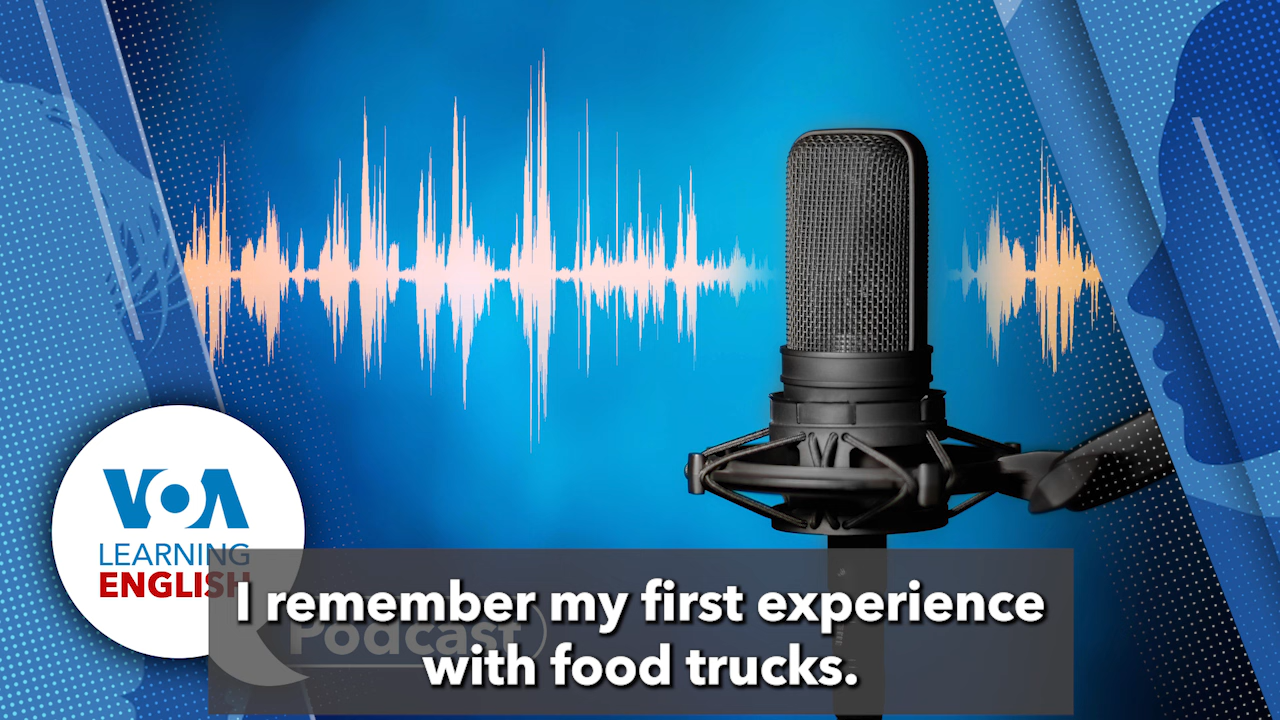 VOA
LEARNING
ENGLISH
Podcast
I remember my first experience
with food trucks.